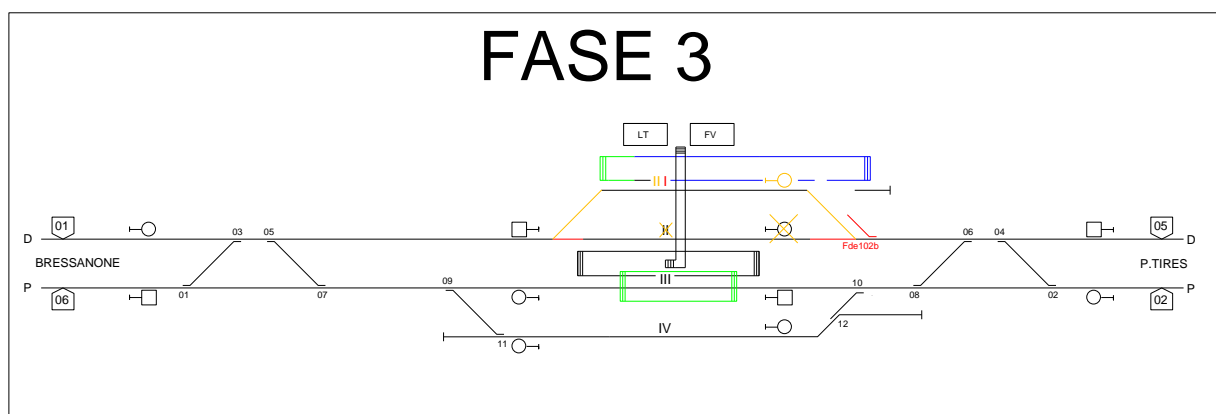 FASE 3
LT FV
II I
01 03 05 II 05 06 04
D Fde102b D
BRESSANONE P.TIRES
P III P
06 01 07 09 10 08 02 02
11 IV 12